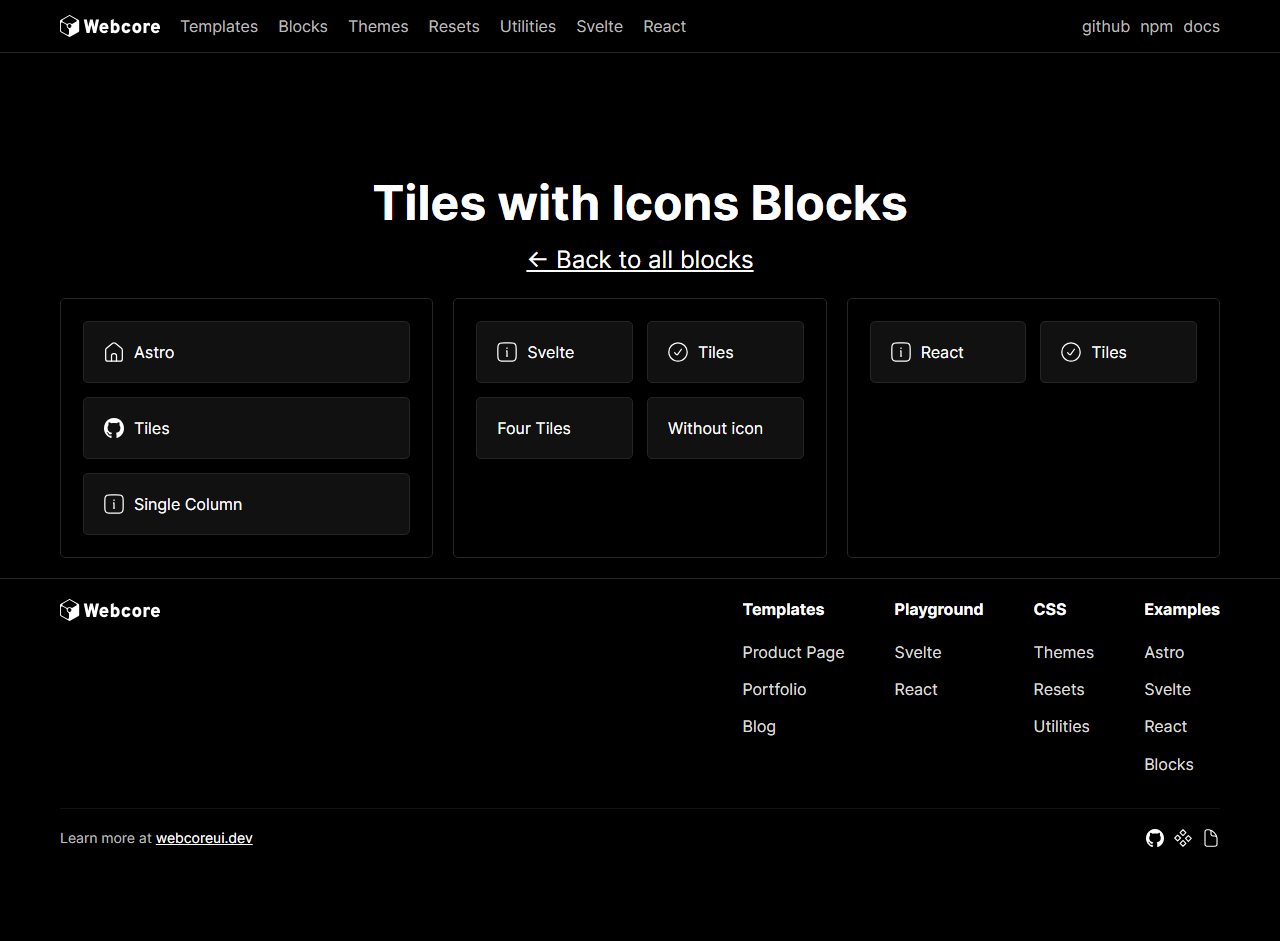 Webcore Templates Blocks Themes Resets Utilities Svelte React github npm docs
Tiles with Icons Blocks
← Back to all blocks
Astro
Tiles
Single Column
Svelte Tiles
Four Tiles Without icon
React Tiles
Webcore
Templates
Product Page
Portfolio
Blog
Playground
Svelte
React
CSS
Themes
Resets
Utilities
Examples
Astro
Svelte
React
Blocks
Learn more at webcoreui.dev